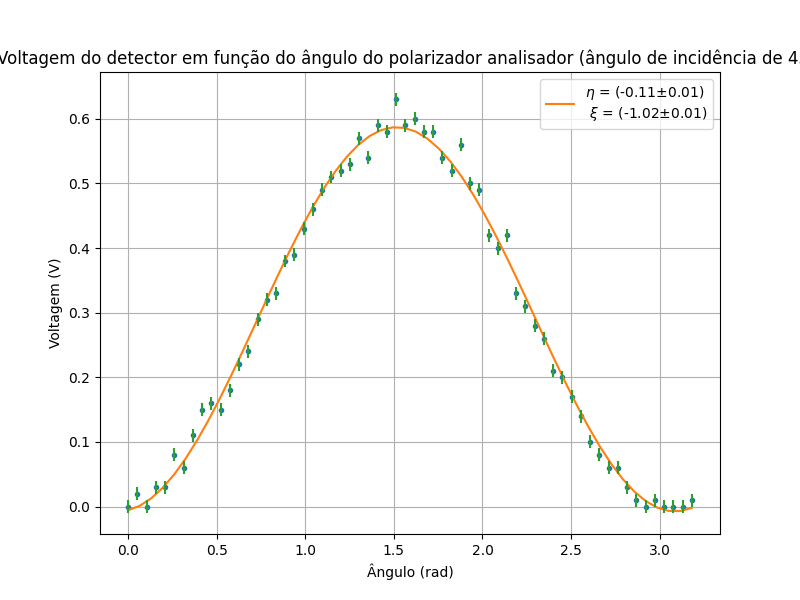 Voltagem do detector em função do ângulo do polarizador analisador (ângulo de incidência de 4
η = (-0.11±0.01)
ξ = (-1.02±0.01)
Voltagem (V)
0.6
0.5
0.4
0.3
0.2
0.1
0.0
0.0 0.5 1.0 1.5 2.0 2.5 3.0
Ângulo (rad)